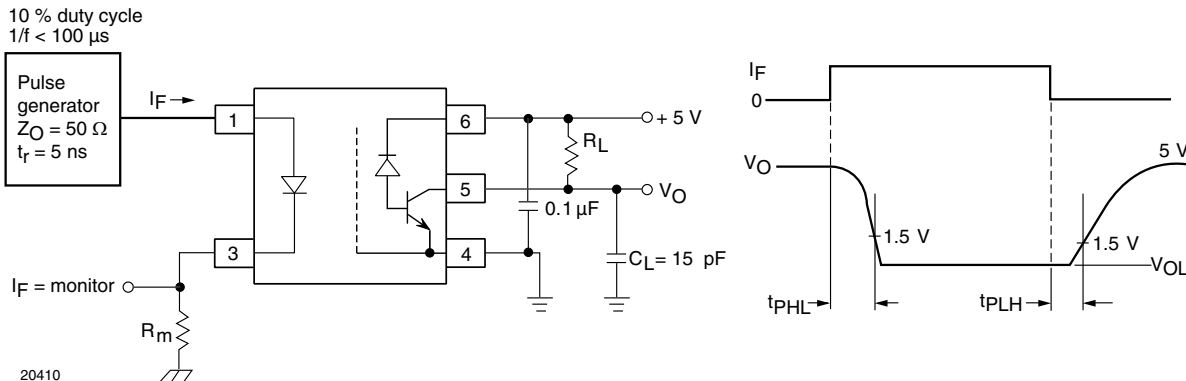 10 % duty cycle
1/f < 100 μs
Pulse
generator
Z_O = 50 Ω
t_r = 5 ns
I_F
1
3
6
5
4
+ 5 V
R_L
V_O
0.1 μF
C_L = 15 pF
I_F = monitor
R_m
20410
I_F
0
V_O
5 V
1.5 V
1.5 V
V_OL
t_PHL
t_PLH